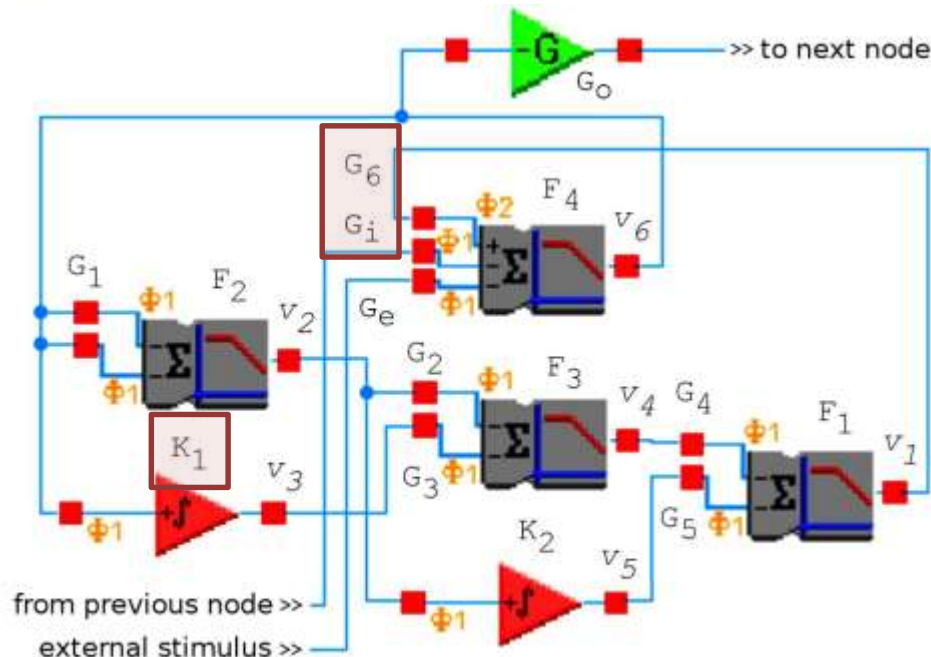 -G
>> to next node
G₀
G₆
F₄
Φ2
v₆
Gᵢ
Φ1
+
-
-
Σ
G₁
Φ1
F₂
v₂
Φ1
Gₑ
-
-
Σ
Φ1
G₂
Φ1
F₃
v₄
G₄
F₁
K₁
-
-
Σ
Φ1
v₁
v₃
G₃
Φ1
-
-
Σ
G₅
Φ1
+∫
Φ1
K₂
v₅
from previous node >>
+∫
Φ1
external stimulus >>